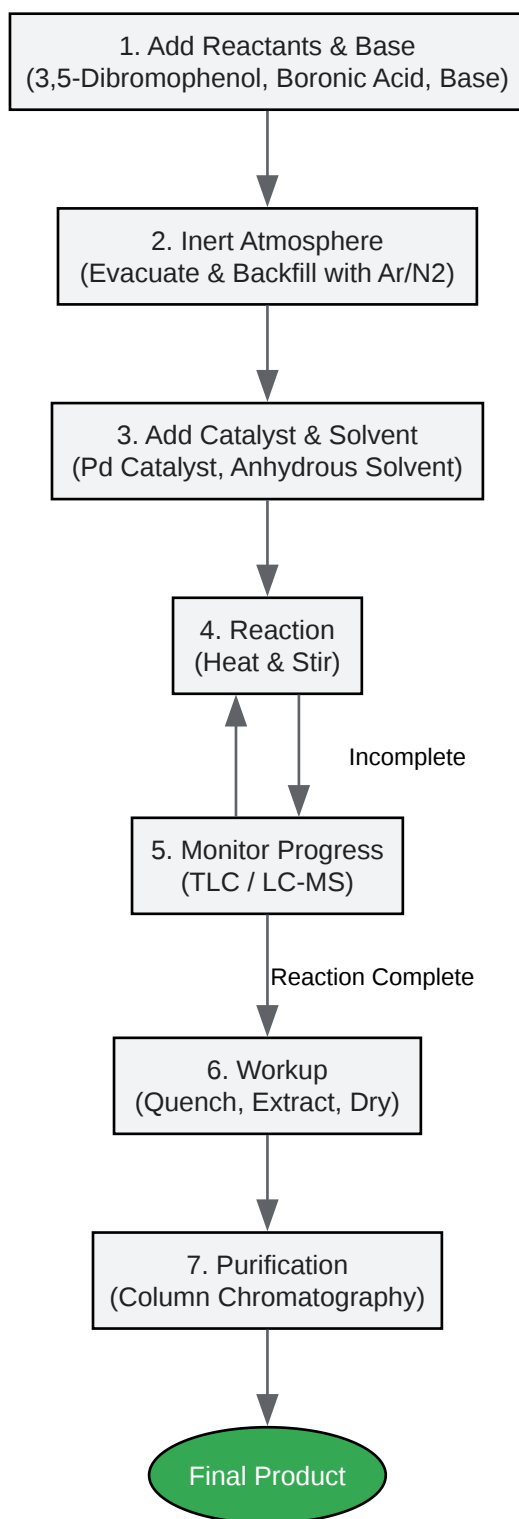 1. Add Reactants & Base
(3,5-Dibromophenol, Boronic Acid, Base)
2. Inert Atmosphere
(Evacuate & Backfill with Ar/N2)
3. Add Catalyst & Solvent
(Pd Catalyst, Anhydrous Solvent)
4. Reaction
(Heat & Stir)
Incomplete
5. Monitor Progress
(TLC / LC-MS)
Reaction Complete
6. Workup
(Quench, Extract, Dry)
7. Purification
(Column Chromatography)
Final Product